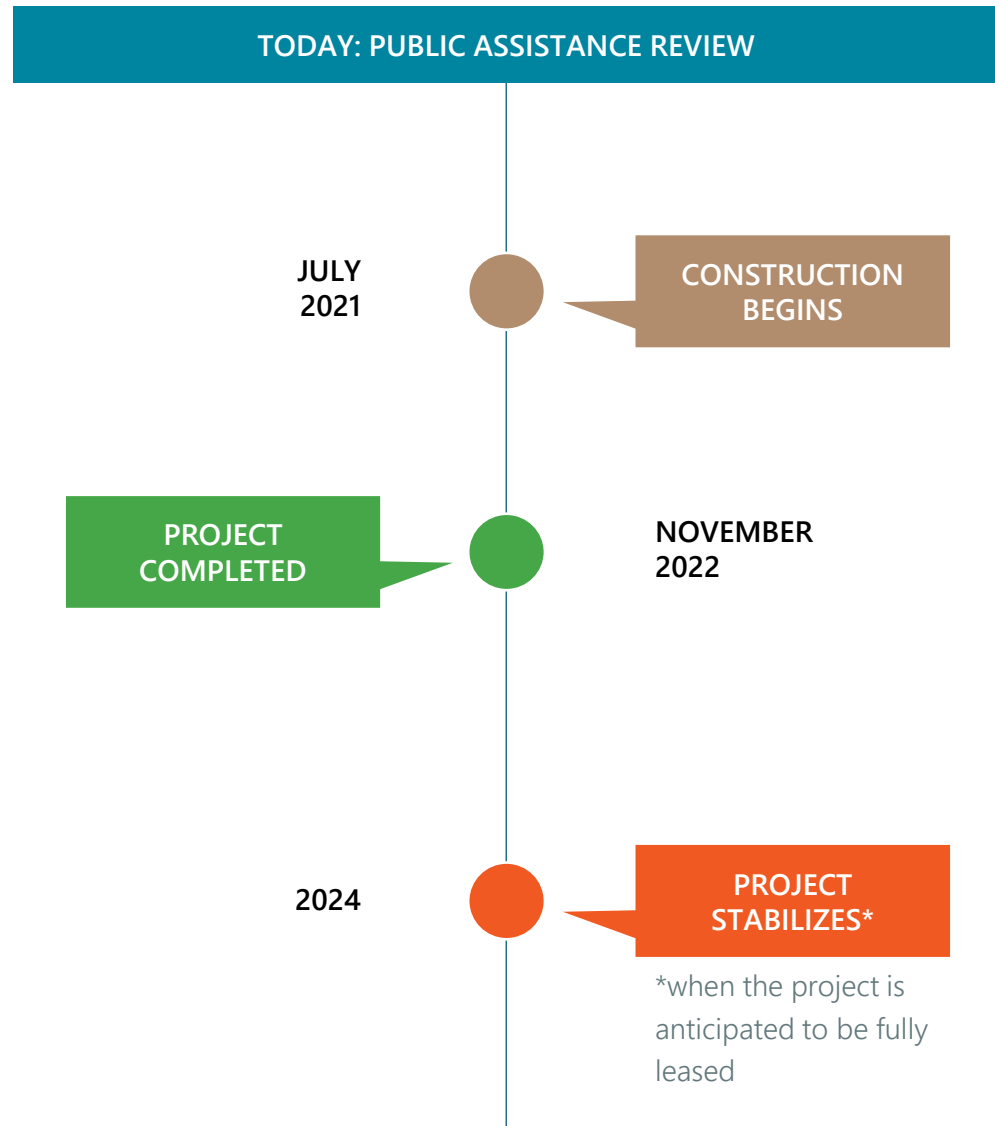 TODAY: PUBLIC ASSISTANCE REVIEW
JULY
2021
CONSTRUCTION
BEGINS
PROJECT
COMPLETED
NOVEMBER
2022
2024
PROJECT
STABILIZES*
*when the project is
anticipated to be fully
leased